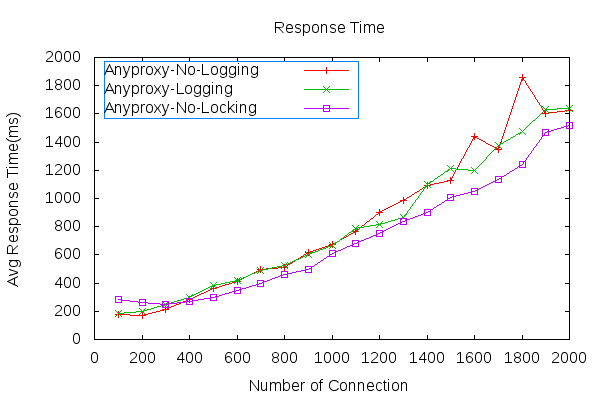 Response Time
Avg Response Time(ms)
2000
1800
1600
1400
1200
1000
800
600
400
200
0
Anyproxy-No-Logging
Anyproxy-Logging
Anyproxy-No-Locking
0 200 400 600 800 1000 1200 1400 1600 1800 2000
Number of Connection